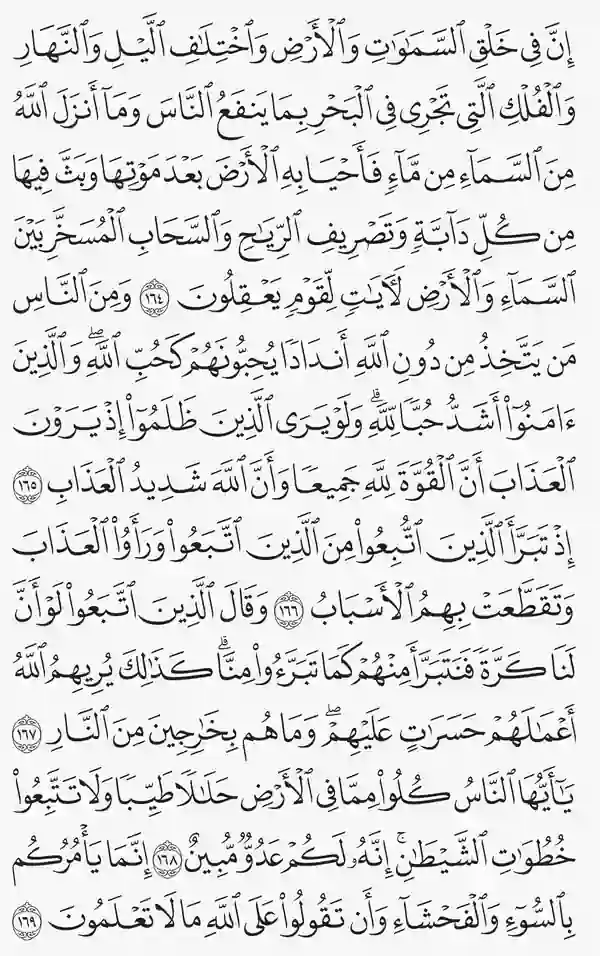 إِنَّ فِى خَلْقِ ٱلسَّمَٰوَٰتِ وَٱلْأَرْضِ وَٱخْتِلَٰفِ ٱلَّيْلِ وَٱلنَّهَارِ
وَٱلْفُلْكِ ٱلَّتِى تَجْرِى فِى ٱلْبَحْرِ بِمَا يَنفَعُ ٱلنَّاسَ وَمَآ أَنزَلَ ٱللَّهُ
مِنَ ٱلسَّمَآءِ مِن مَّآءٍ فَأَحْيَا بِهِ ٱلْأَرْضَ بَعْدَ مَوْتِهَا وَبَثَّ فِيهَا
مِن كُلِّ دَآبَّةٍ وَتَصْرِيفِ ٱلرِّيَٰحِ وَٱلسَّحَابِ ٱلْمُسَخَّرِ بَيْنَ
ٱلسَّمَآءِ وَٱلْأَرْضِ لَءَايَٰتٍ لِّقَوْمٍ يَعْقِلُونَ ١٦٤ وَمِنَ ٱلنَّاسِ
مَن يَتَّخِذُ مِن دُونِ ٱللَّهِ أَندَادًا يُحِبُّونَهُمْ كَحُبِّ ٱللَّهِ ۖ وَٱلَّذِينَ
ءَامَنُوٓا۟ أَشَدُّ حُبًّا لِّلَّهِ ۗ وَلَوْ يَرَى ٱلَّذِينَ ظَلَمُوٓا۟ إِذْ يَرَوْنَ
ٱلْعَذَابَ أَنَّ ٱلْقُوَّةَ لِلَّهِ جَمِيعًا وَأَنَّ ٱللَّهَ شَدِيدُ ٱلْعَذَابِ ١٦٥
إِذْ تَبَرَّأَ ٱلَّذِينَ ٱتُّبِعُوا۟ مِنَ ٱلَّذِينَ ٱتَّبَعُوا۟ وَرَأَوُا۟ ٱلْعَذَابَ
وَتَقَطَّعَتْ بِهِمُ ٱلْأَسْبَابُ ١٦٦ وَقَالَ ٱلَّذِينَ ٱتَّبَعُوا۟ لَوْ أَنَّ
لَنَا كَرَّةً فَنَتَبَرَّأَ مِنْهُمْ كَمَا تَبَرَّءُوا۟ مِنَّا ۗ كَذَٰلِكَ يُرِيهِمُ ٱللَّهُ
أَعْمَٰلَهُمْ حَسَرَٰتٍ عَلَيْهِمْ ۖ وَمَا هُم بِخَٰرِجِينَ مِنَ ٱلنَّارِ ١٦٧
يَٰٓأَيُّهَا ٱلنَّاسُ كُلُوا۟ مِمَّا فِى ٱلْأَرْضِ حَلَٰلًا طَيِّبًا وَلَا تَتَّبِعُوا۟
خُطُوَٰتِ ٱلشَّيْطَٰنِ ۚ إِنَّهُۥ لَكُمْ عَدُوٌّ مُّبِينٌ ١٦٨ إِنَّمَا يَأْمُرُكُم
بِٱلسُّوٓءِ وَٱلْفَحْشَآءِ وَأَن تَقُولُوا۟ عَلَى ٱللَّهِ مَا لَا تَعْلَمُونَ ١٦٩